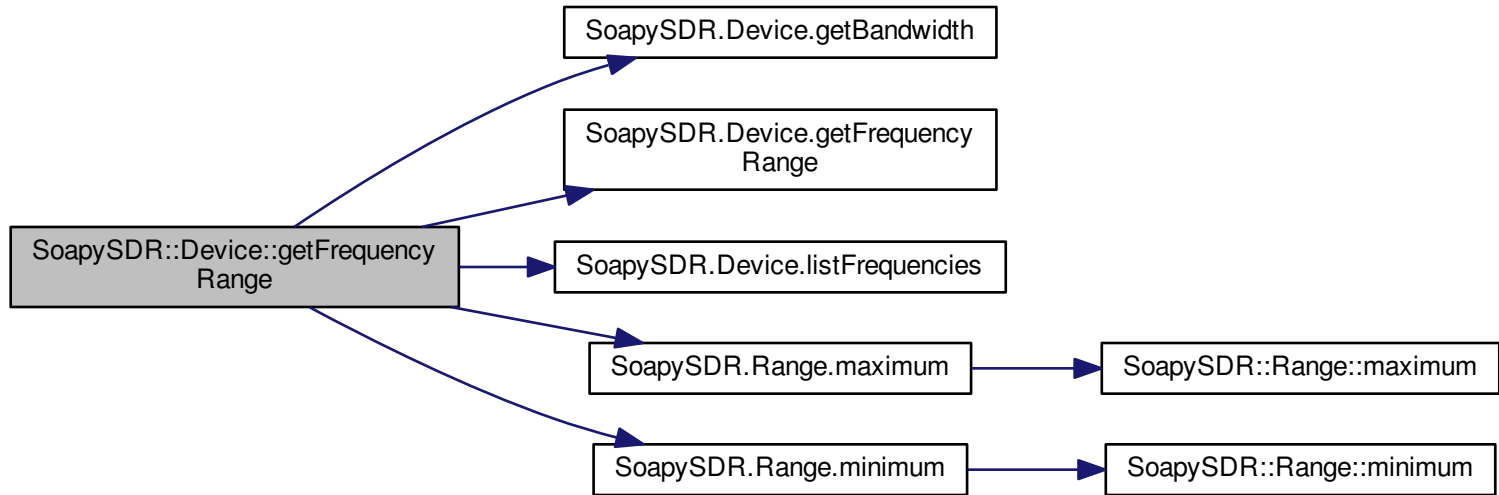 SoapySDR.Device.getBandwidth
SoapySDR.Device.getFrequency
Range
SoapySDR::Device::getFrequency
Range
SoapySDR.Device.listFrequencies
SoapySDR.Range.maximum
SoapySDR::Range::maximum
SoapySDR.Range.minimum
SoapySDR::Range::minimum